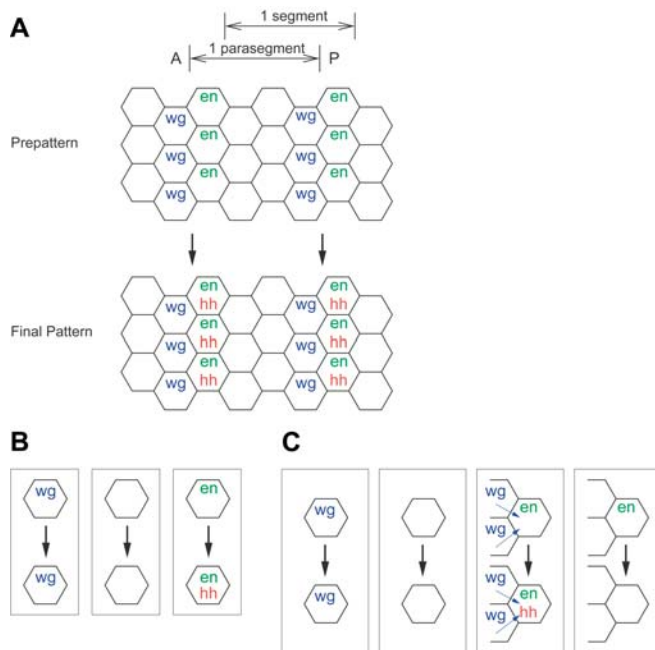 A
1 segment
A 1 parasegment P
en en
wg wg
Prepattern en en
wg wg
en en
wg wg
en en
wg hh wg hh
en en
Final Pattern wg hh wg hh
en en
wg hh wg hh
B
wg en
wg en
hh
C
wg
wg en en
wg
wg
wg en
wg hh